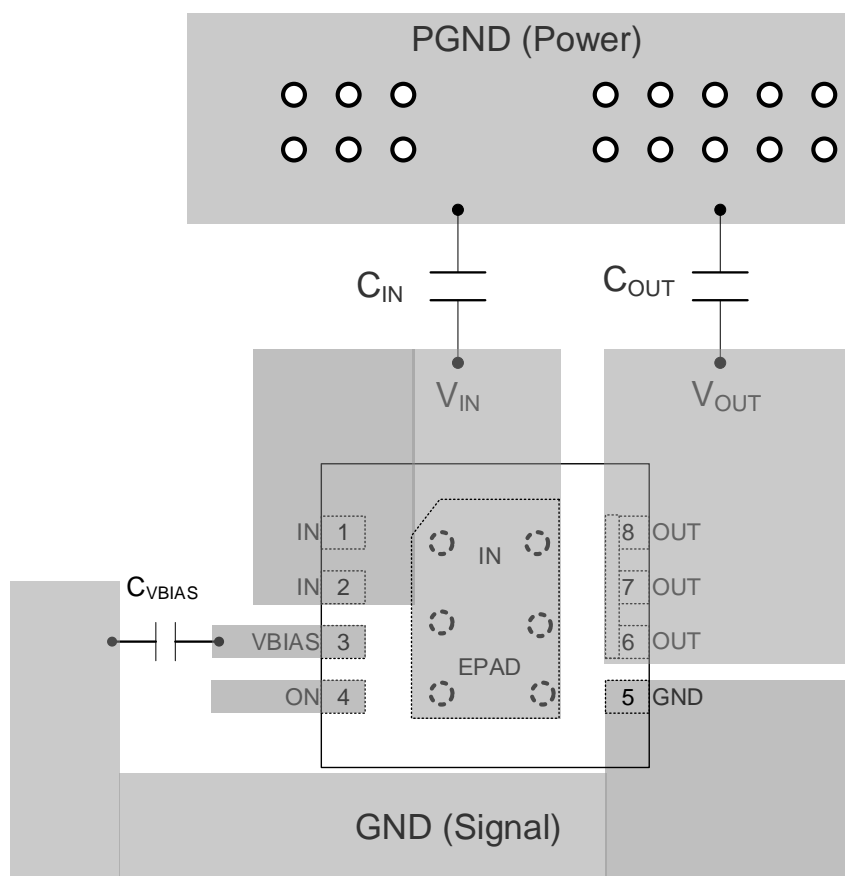 PGND (Power)
CIN
COUT
VIN
VOUT
IN 1
IN
8 OUT
IN 2
7 OUT
CVBIAS
VBIAS 3
6 OUT
EPAD
ON 4
5 GND
GND (Signal)